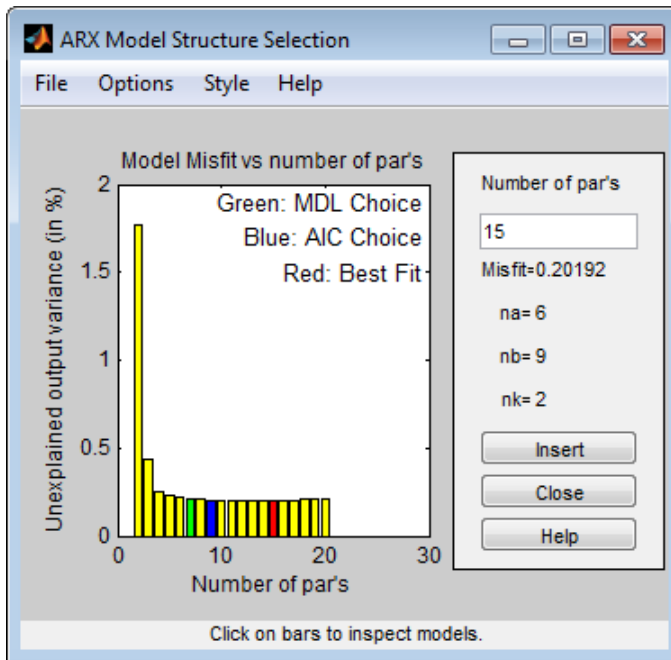 ARX Model Structure Selection
File Options Style Help
Model Misfit vs number of par's
Green: MDL Choice
Blue: AIC Choice
Red: Best Fit
Unexplained output variance (in %)
2
1.5
1
0.5
0
0 10 20 30
Number of par's
Number of par's
15
Misfit=0.20192
na= 6
nb= 9
nk= 2
Insert
Close
Help
Click on bars to inspect models.